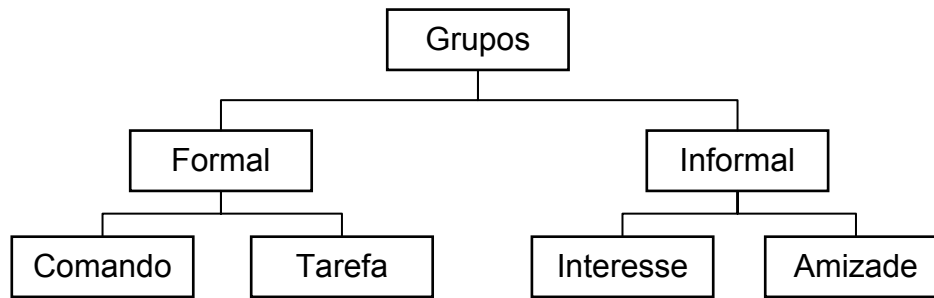 Grupos
Formal
Informal
Comando
Tarefa
Interesse
Amizade